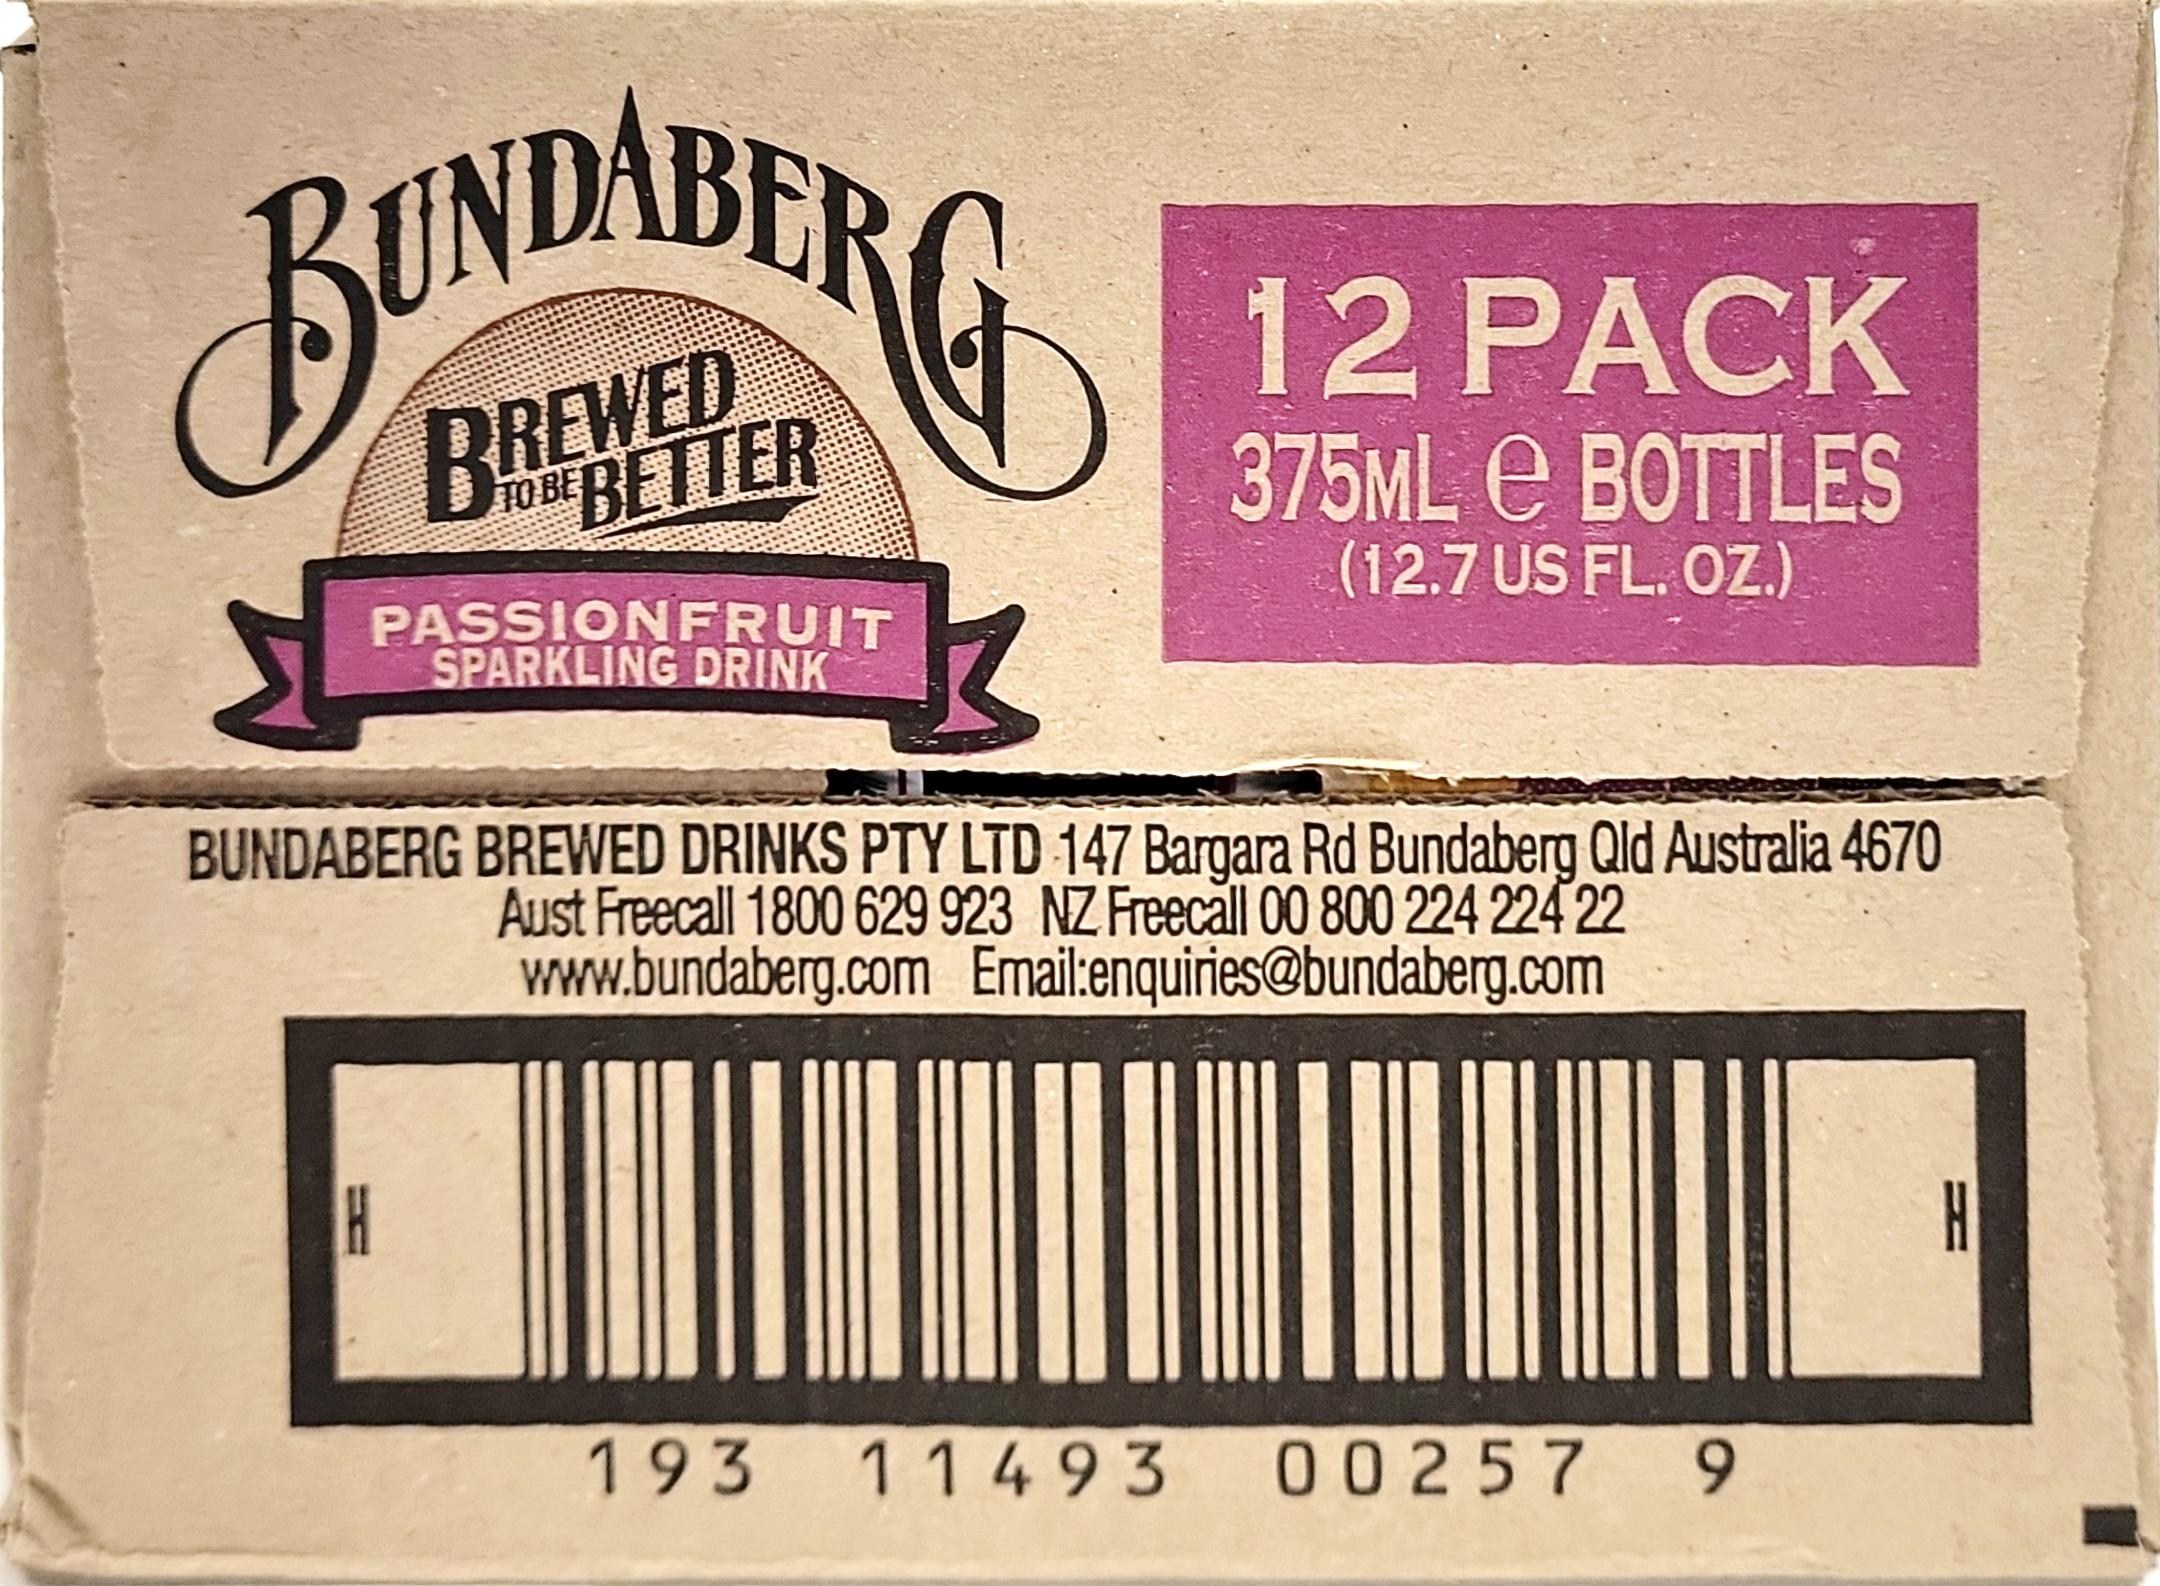 BUNDABERG
BREWED
TO BE BETTER
PASSIONFRUIT
SPARKLING DRINK
12 PACK
375ML e BOTTLES
(12.7 US FL. OZ.)
BUNDABERG BREWED DRINKS PTY LTD 147 Bargara Rd Bundaberg Qld Australia 4670
Aust Freecall 1800 629 923 NZ Freecall 00 800 224 224 22
www.bundaberg.com Email:enquiries@bundaberg.com
H H
193 11493 00257 9